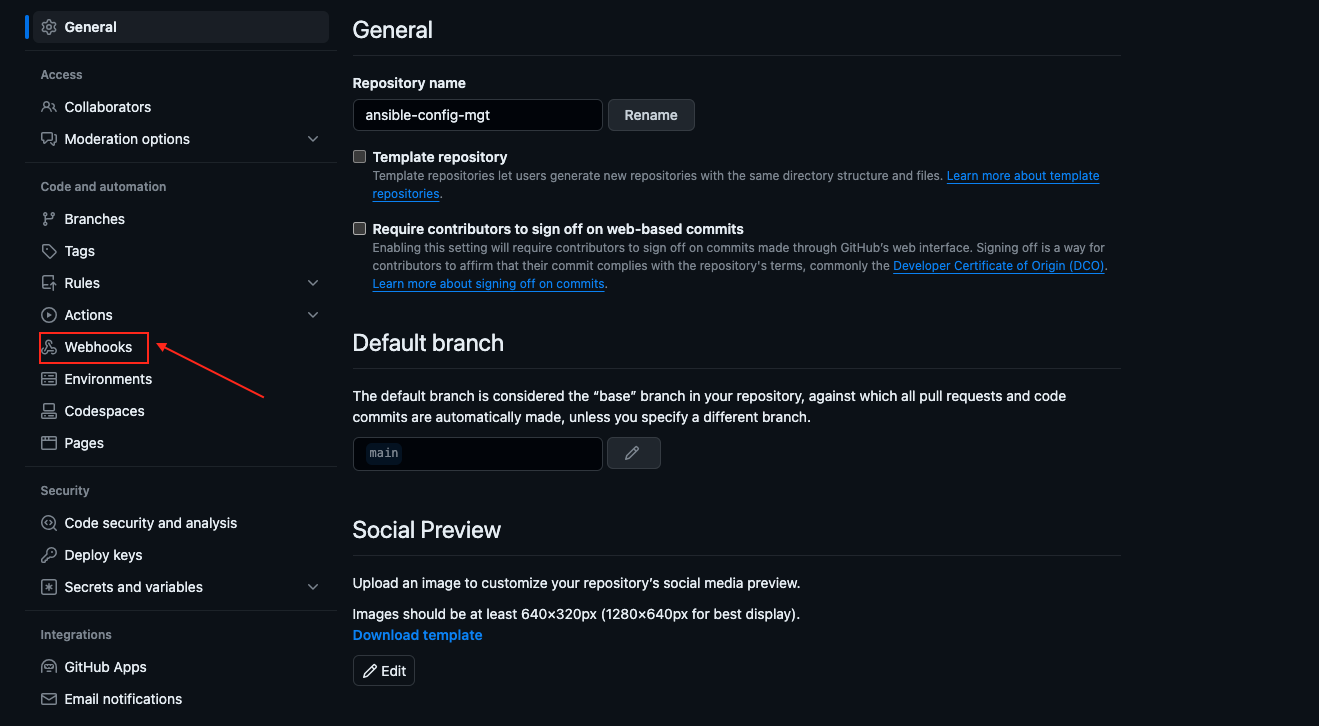 General
Access
Collaborators
Moderation options
Code and automation
Branches
Tags
Rules
Actions
Webhooks
Environments
Codespaces
Pages
Security
Code security and analysis
Deploy keys
Secrets and variables
Integrations
GitHub Apps
Email notifications
General
Repository name
ansible-config-mgt Rename
Template repository
Template repositories let users generate new repositories with the same directory structure and files. Learn more about template
repositories.
Require contributors to sign off on web-based commits
Enabling this setting will require contributors to sign off on commits made through GitHub's web interface. Signing off is a way for
contributors to affirm that their commit complies with the repository's terms, commonly the Developer Certificate of Origin (DCO).
Learn more about signing off on commits.
Default branch
The default branch is considered the “base” branch in your repository, against which all pull requests and code
commits are automatically made, unless you specify a different branch.
main
Social Preview
Upload an image to customize your repository's social media preview.
Images should be at least 640×320px (1280×640px for best display).
Download template
Edit